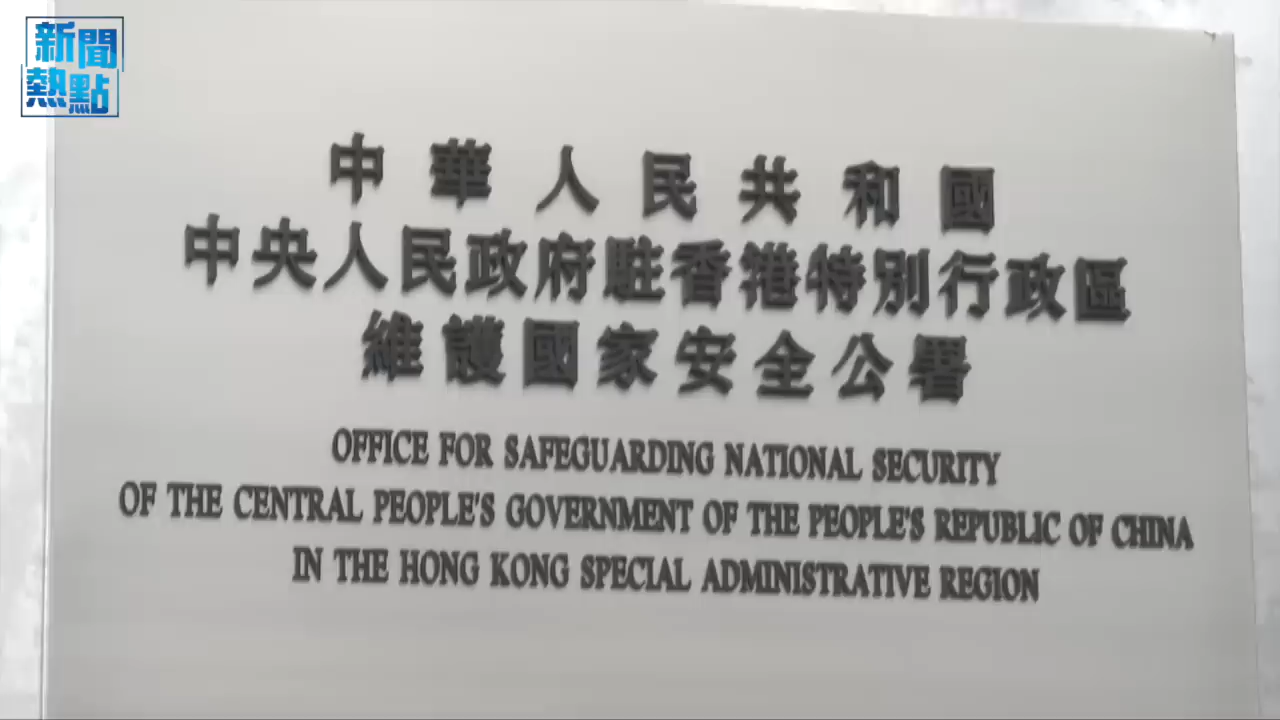 新聞
熱點
中華人民共和國
中央人民政府駐香港特別行政區
維護國家安全公署
OFFICE FOR SAFEGUARDING NATIONAL SECURITY
OF THE CENTRAL PEOPLE'S GOVERNMENT OF THE PEOPLE'S REPUBLIC OF CHINA
IN THE HONG KONG SPECIAL ADMINISTRATIVE REGION